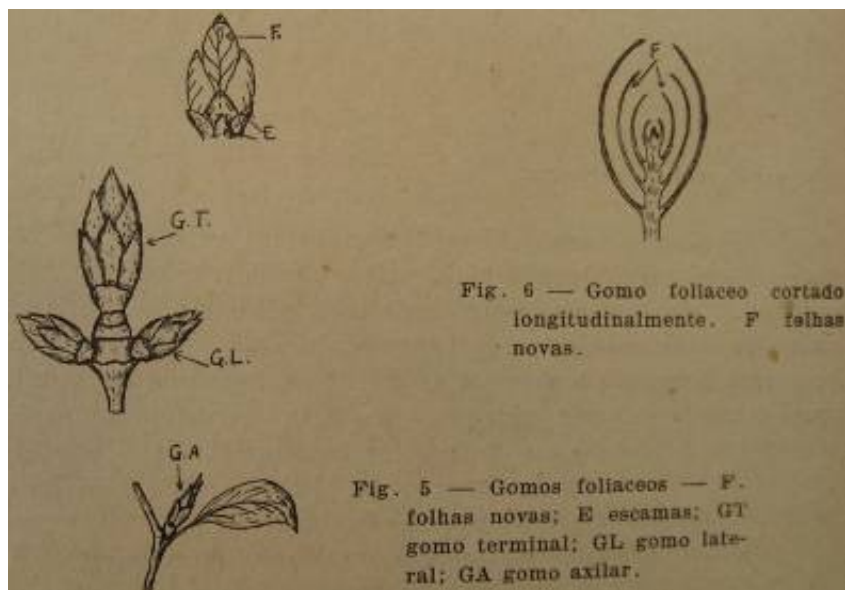 F.
E
G.T.
G.L.
G.A
F
Fig. 6 — Gomo foliaceo cortado
longitudinalmente. F folhas
novas.
Fig. 5 — Gomos foliaceos — F.
folhas novas; E escamas; GT
gomo terminal; GL gomo late-
ral; GA gomo axilar.